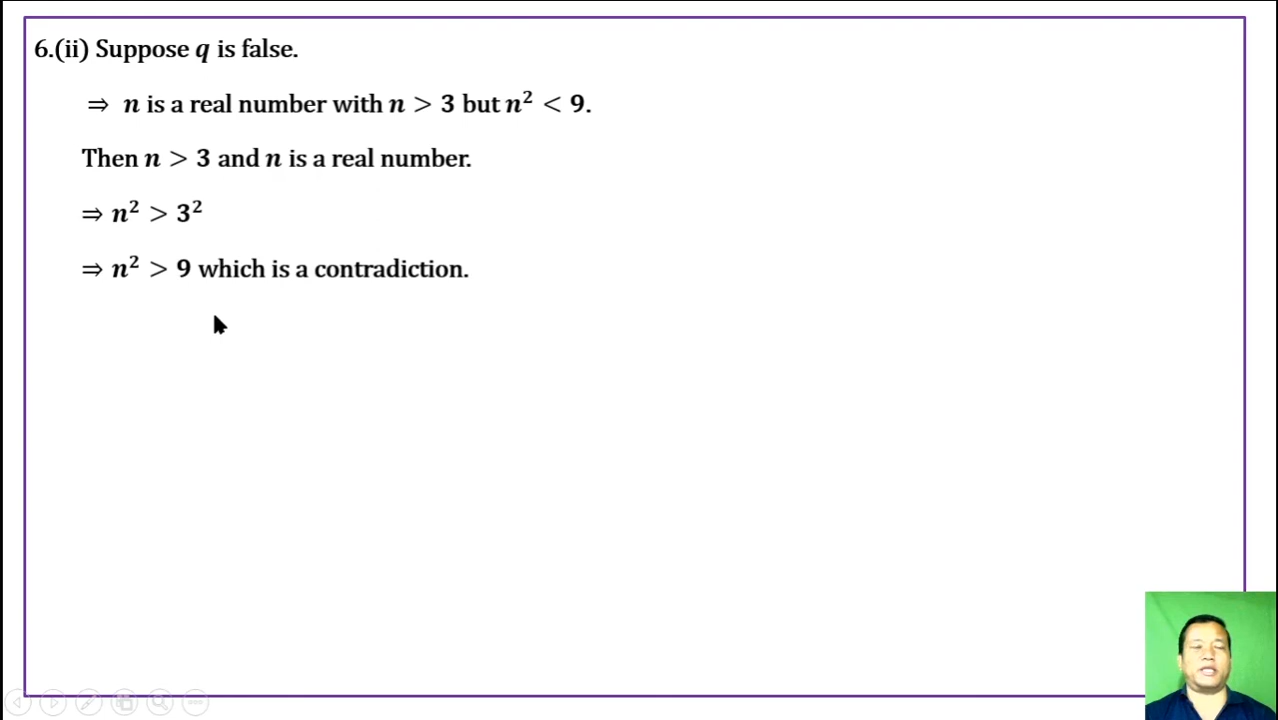 6.(ii) Suppose q is false.
⇒ n is a real number with n > 3 but n² < 9.
Then n > 3 and n is a real number.
⇒ n² > 3²
⇒ n² > 9 which is a contradiction.